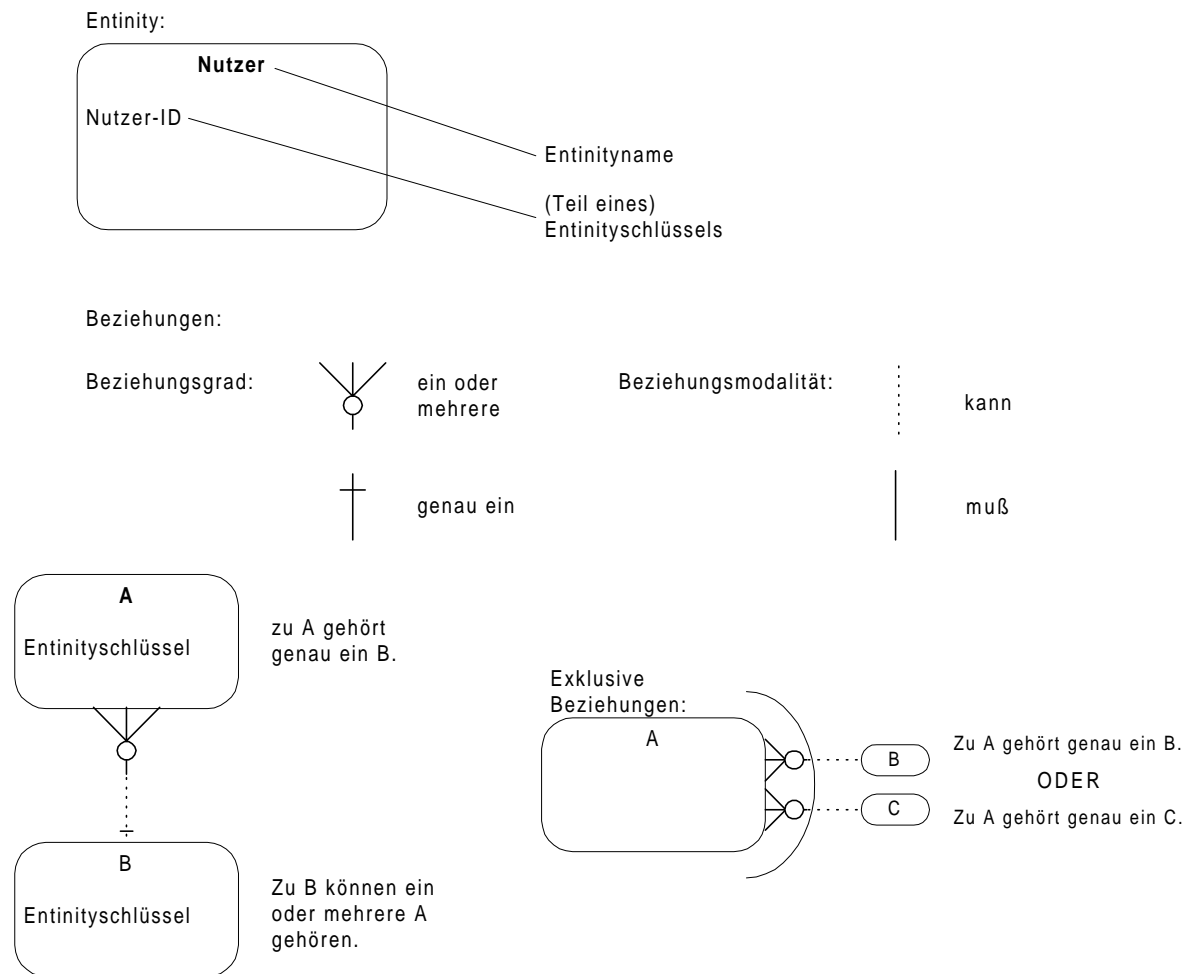 Entinity:
Nutzer
Nutzer-ID
Entinityname
(Teil eines)
Entinityschlüssels
Beziehungen:
Beziehungsgrad:
ein oder
mehrere
Beziehungsmodalität:
kann
genau ein
muß
A
Entinityschlüssel
zu A gehört
genau ein B.
B
Entinityschlüssel
Zu B können ein
oder mehrere A
gehören.
Exklusive
Beziehungen:
A
B
Zu A gehört genau ein B.
ODER
C
Zu A gehört genau ein C.